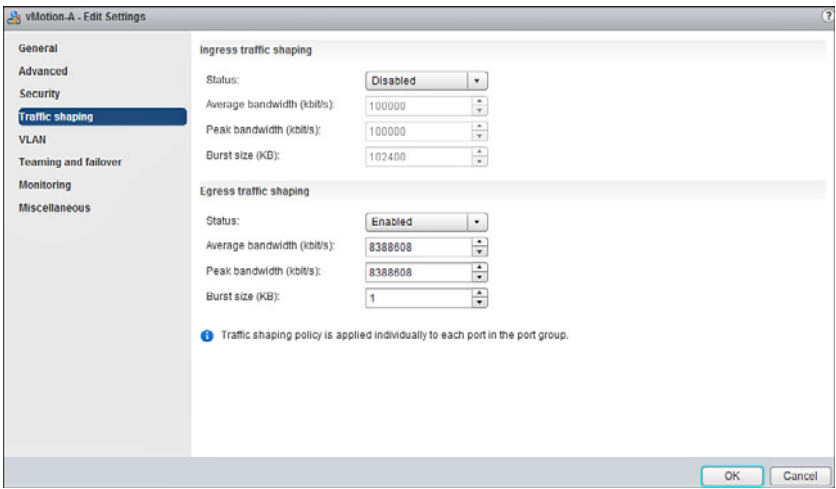 vMotion-A - Edit Settings
?
General
Advanced
Security
Traffic shaping
VLAN
Teaming and failover
Monitoring
Miscellaneous
Ingress traffic shaping
Status: Disabled
Average bandwidth (kbit/s): 100000
Peak bandwidth (kbit/s): 100000
Burst size (KB): 102400
Egress traffic shaping
Status: Enabled
Average bandwidth (kbit/s): 8388608
Peak bandwidth (kbit/s): 8388608
Burst size (KB): 1
Traffic shaping policy is applied individually to each port in the port group.
OK Cancel